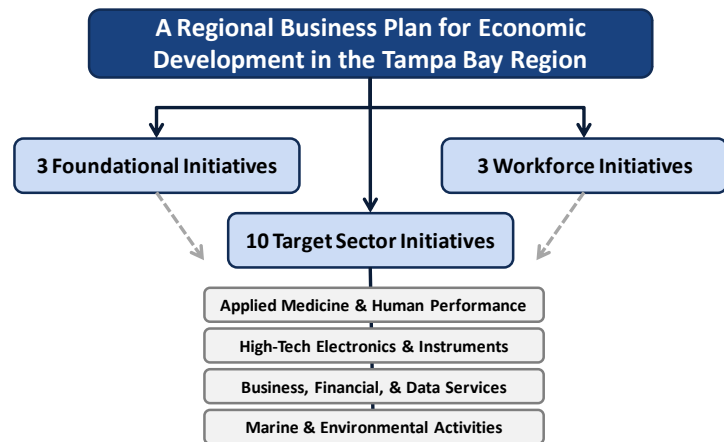 A Regional Business Plan for Economic
Development in the Tampa Bay Region
3 Foundational Initiatives
3 Workforce Initiatives
10 Target Sector Initiatives
Applied Medicine & Human Performance
High-Tech Electronics & Instruments
Business, Financial, & Data Services
Marine & Environmental Activities